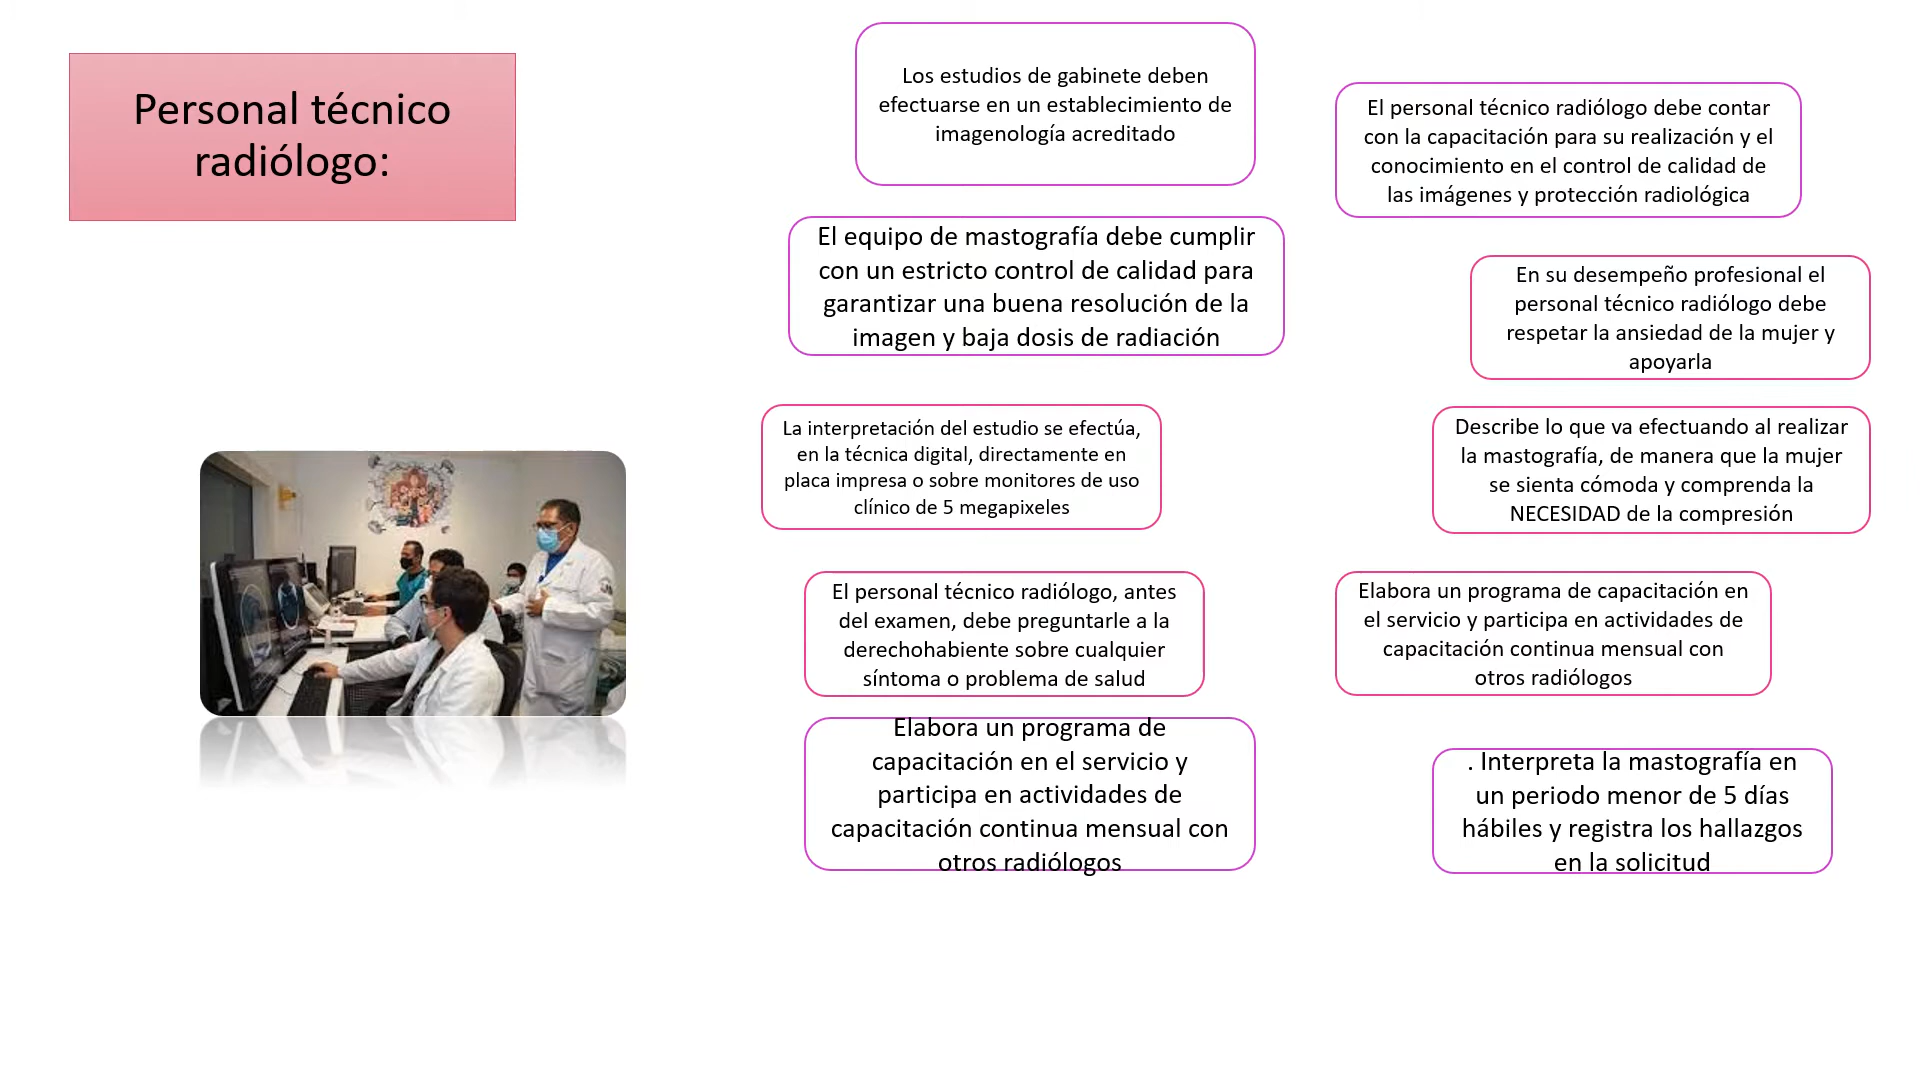 Personal técnico
radiólogo:
Los estudios de gabinete deben
efectuarse en un establecimiento de
imagenología acreditado
El equipo de mastografía debe cumplir
con un estricto control de calidad para
garantizar una buena resolución de la
imagen y baja dosis de radiación
La interpretación del estudio se efectúa,
en la técnica digital, directamente en
placa impresa o sobre monitores de uso
clínico de 5 megapixeles
El personal técnico radiólogo, antes
del examen, debe preguntarle a la
derechohabiente sobre cualquier
síntoma o problema de salud
Elabora un programa de
capacitación en el servicio y
participa en actividades de
capacitación continua mensual con
otros radiólogos
El personal técnico radiólogo debe contar
con la capacitación para su realización y el
conocimiento en el control de calidad de
las imágenes y protección radiológica
En su desempeño profesional el
personal técnico radiólogo debe
respetar la ansiedad de la mujer y
apoyarla
Describe lo que va efectuando al realizar
la mastografía, de manera que la mujer
se sienta cómoda y comprenda la
NECESIDAD de la compresión
Elabora un programa de capacitación en
el servicio y participa en actividades de
capacitación continua mensual con
otros radiólogos
. Interpreta la mastografía en
un periodo menor de 5 días
hábiles y registra los hallazgos
en la solicitud